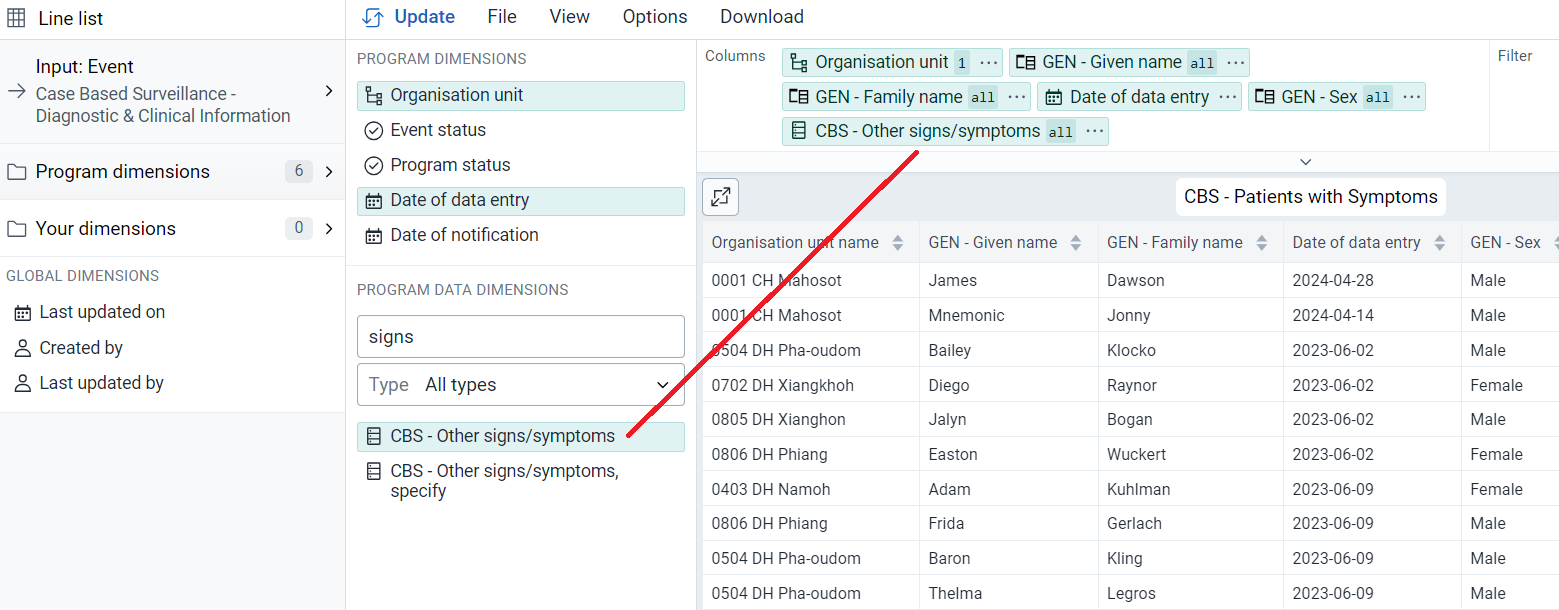 Line list
Update File View Options Download
Input: Event
Case Based Surveillance -
Diagnostic & Clinical Information
Program dimensions 6
Your dimensions 0
GLOBAL DIMENSIONS
Last updated on
Created by
Last updated by
PROGRAM DIMENSIONS
Organisation unit
Event status
Program status
Date of data entry
Date of notification
PROGRAM DATA DIMENSIONS
signs
Type All types
CBS - Other signs/symptoms
CBS - Other signs/symptoms,
specify
Columns Organisation unit 1 ··· GEN - Given name all ··· Filter
GEN - Family name all ··· Date of data entry ··· GEN - Sex all ···
CBS - Other signs/symptoms all ···
CBS - Patients with Symptoms
Organisation unit name GEN - Given name GEN - Family name Date of data entry GEN - Sex
0001 CH Mahosot James Dawson 2024-04-28 Male
0001 CH Mahosot Mnemonic Jonny 2024-04-14 Male
0504 DH Pha-oudom Bailey Klocko 2023-06-02 Male
0702 DH Xiangkhoh Diego Raynor 2023-06-02 Female
0805 DH Xianghon Jalyn Bogan 2023-06-02 Male
0806 DH Phiang Easton Wuckert 2023-06-02 Female
0403 DH Namoh Adam Kuhlman 2023-06-09 Female
0806 DH Phiang Frida Gerlach 2023-06-09 Male
0504 DH Pha-oudom Baron Kling 2023-06-09 Male
0504 DH Pha-oudom Thelma Legros 2023-06-09 Male